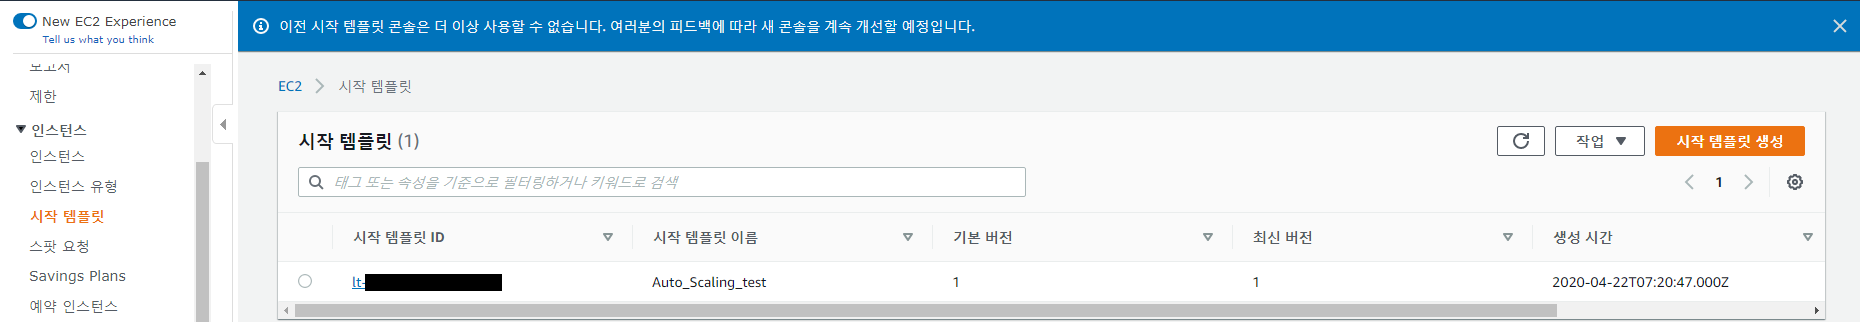 New EC2 Experience
Tell us what you think
보고서
제한
인스턴스
인스턴스
인스턴스 유형
시작 템플릿
스팟 요청
Savings Plans
예약 인스턴스
이전 시작 템플릿 콘솔은 더 이상 사용할 수 없습니다. 여러분의 피드백에 따라 새 콘솔을 계속 개선할 예정입니다.
EC2 시작 템플릿
시작 템플릿 (1)
작업
시작 템플릿 생성
태그 또는 속성을 기준으로 필터링하거나 키워드로 검색
1
시작 템플릿 ID 시작 템플릿 이름 기본 버전 최신 버전 생성 시간
lt- Auto_Scaling_test 1 1 2020-04-22T07:20:47.000Z